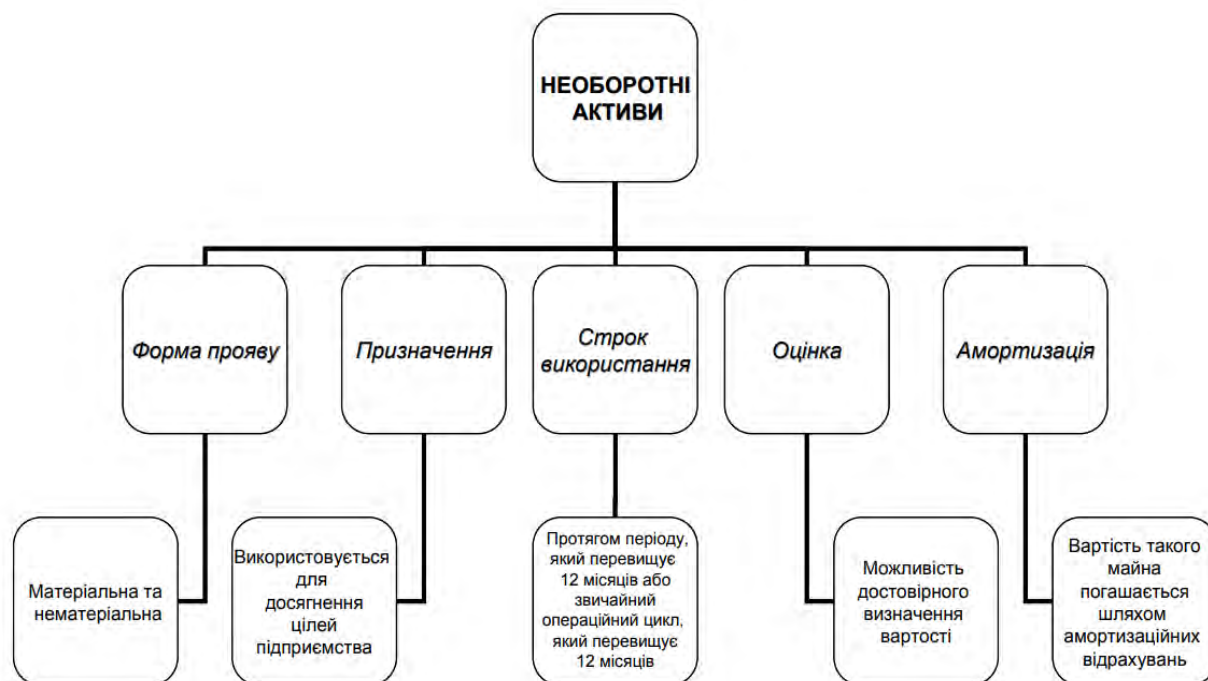 НЕОБОРОТНІ
АКТИВИ
Форма прояву
Призначення
Строк
використання
Оцінка
Амортизація
Матеріальна та
нематеріальна
Використовується
для
досягнення
цілей
підприємства
Протягом періоду,
який перевищує
12 місяців або
звичайний
операційний цикл,
який перевищує
12 місяців
Можливість
достовірного
визначення
вартості
Вартість такого
майна
погашається
шляхом
амортизаційних
відрахувань